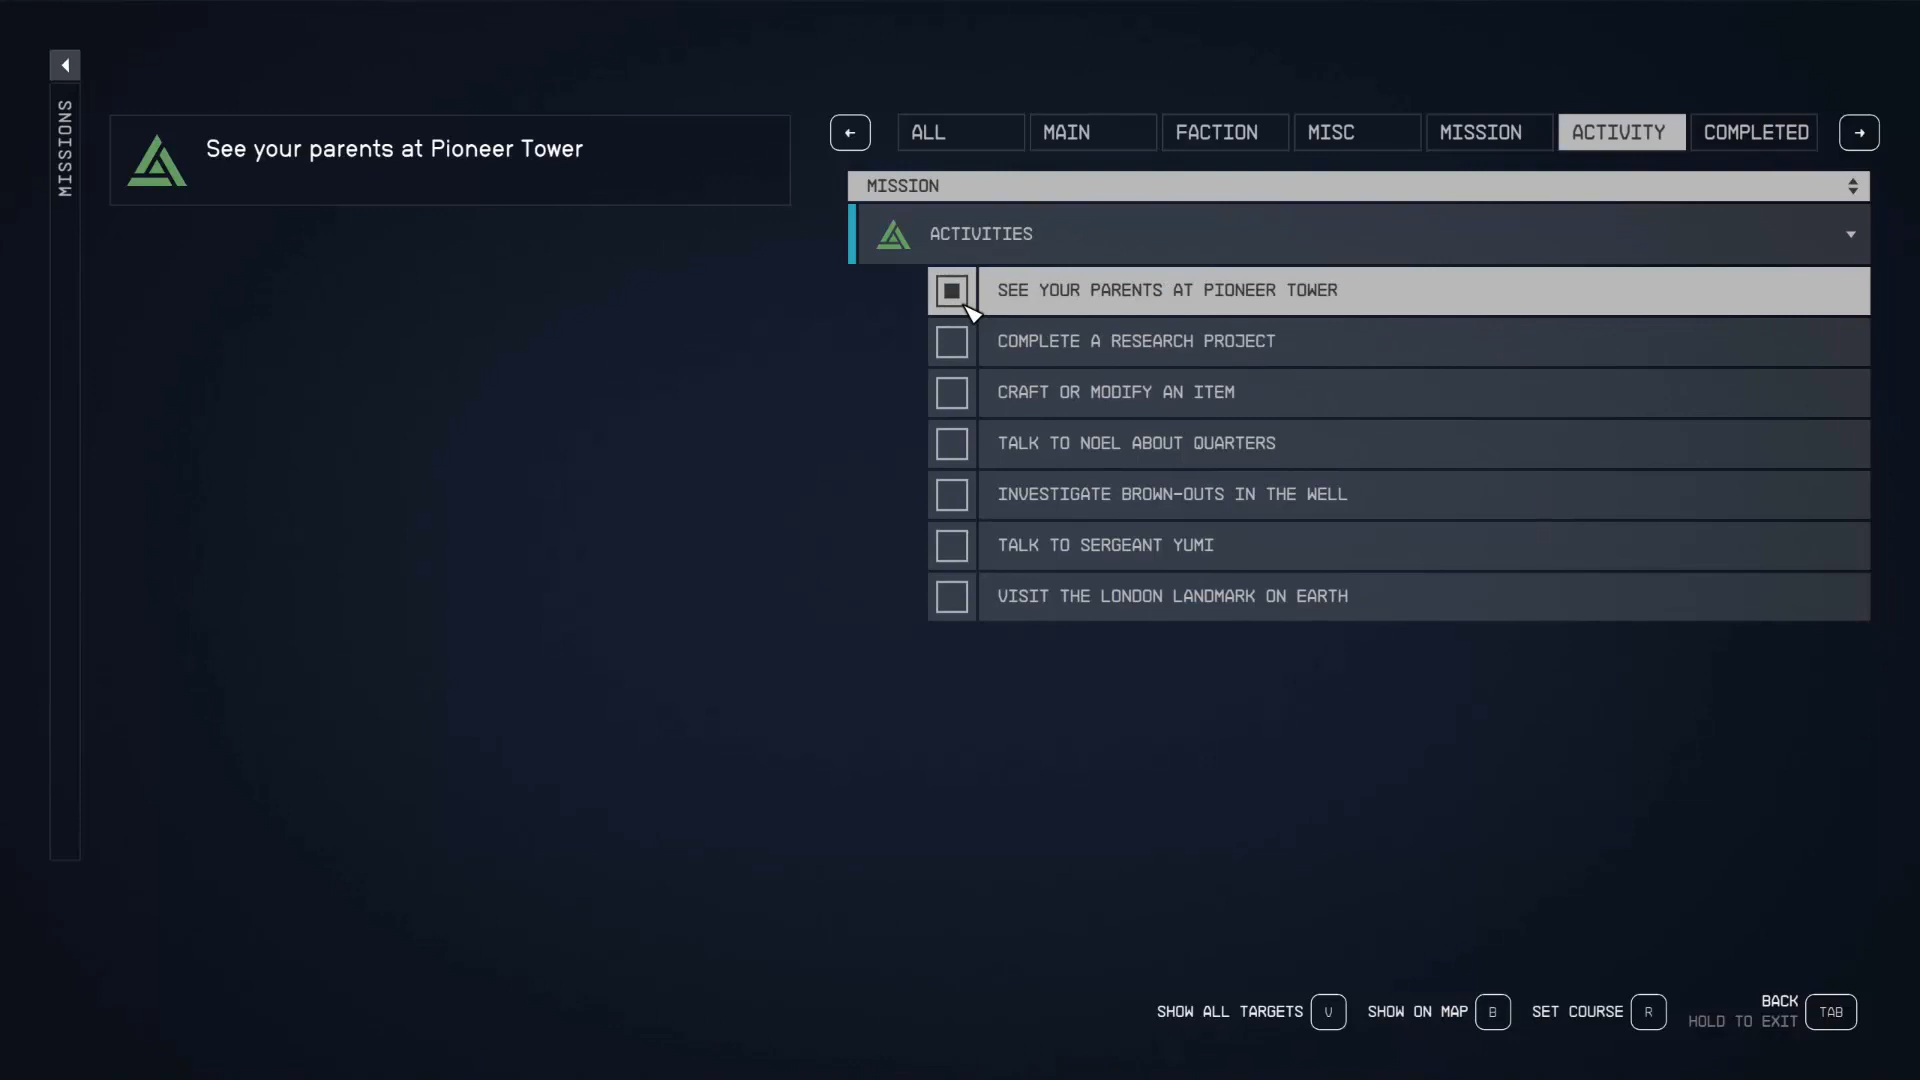 MISSIONS
See your parents at Pioneer Tower
ALL MAIN FACTION MISC MISSION ACTIVITY COMPLETED
MISSION
ACTIVITIES
SEE YOUR PARENTS AT PIONEER TOWER
COMPLETE A RESEARCH PROJECT
CRAFT OR MODIFY AN ITEM
TALK TO NOEL ABOUT QUARTERS
INVESTIGATE BROWN-OUTS IN THE WELL
TALK TO SERGEANT YUMI
VISIT THE LONDON LANDMARK ON EARTH
SHOW ALL TARGETS V SHOW ON MAP B SET COURSE R BACK TAB
HOLD TO EXIT